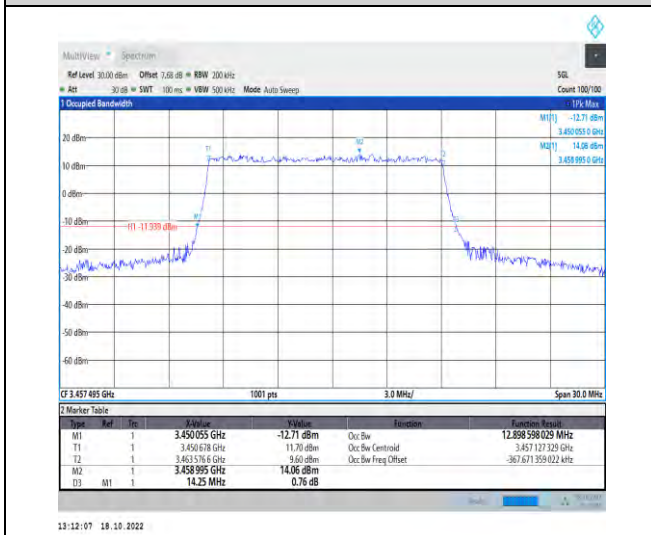 MultiView Spectrum
Ref Level 30.00 dBm Offset 7.68 dB RBW 200 kHz SGL
Att 30 dB SWT 100 ms VBW 500 kHz Mode Auto Sweep Count 100/100
1 Occupied Bandwidth 1Pk Max
M1[1] -12.71 dBm
3.450 055 0 GHz
M2[1] 14.06 dBm
3.458 995 0 GHz
20 dBm
M2
T1
10 dBm
0 dBm
-10 dBm
M1
H1 -11.939 dBm
-20 dBm
-30 dBm
-40 dBm
-50 dBm
-60 dBm
CF 3.457 495 GHz 1001 pts 3.0 MHz/ Span 30.0 MHz
2 Marker Table
Type Ref Trc X-Value Y-Value Function Function Result
M1 1 3.450 055 GHz -12.71 dBm Occ Bw 12.898 598 029 MHz
T1 1 3.450 678 GHz 11.70 dBm Occ Bw Centroid 3.457 127 329 GHz
T2 1 3.463 576 6 GHz 9.60 dBm Occ Bw Freq Offset -367.671 359 022 kHz
M2 1 3.458 995 GHz 14.06 dBm
D3 M1 1 14.25 MHz 0.76 dB
13:12:07 18.10.2022